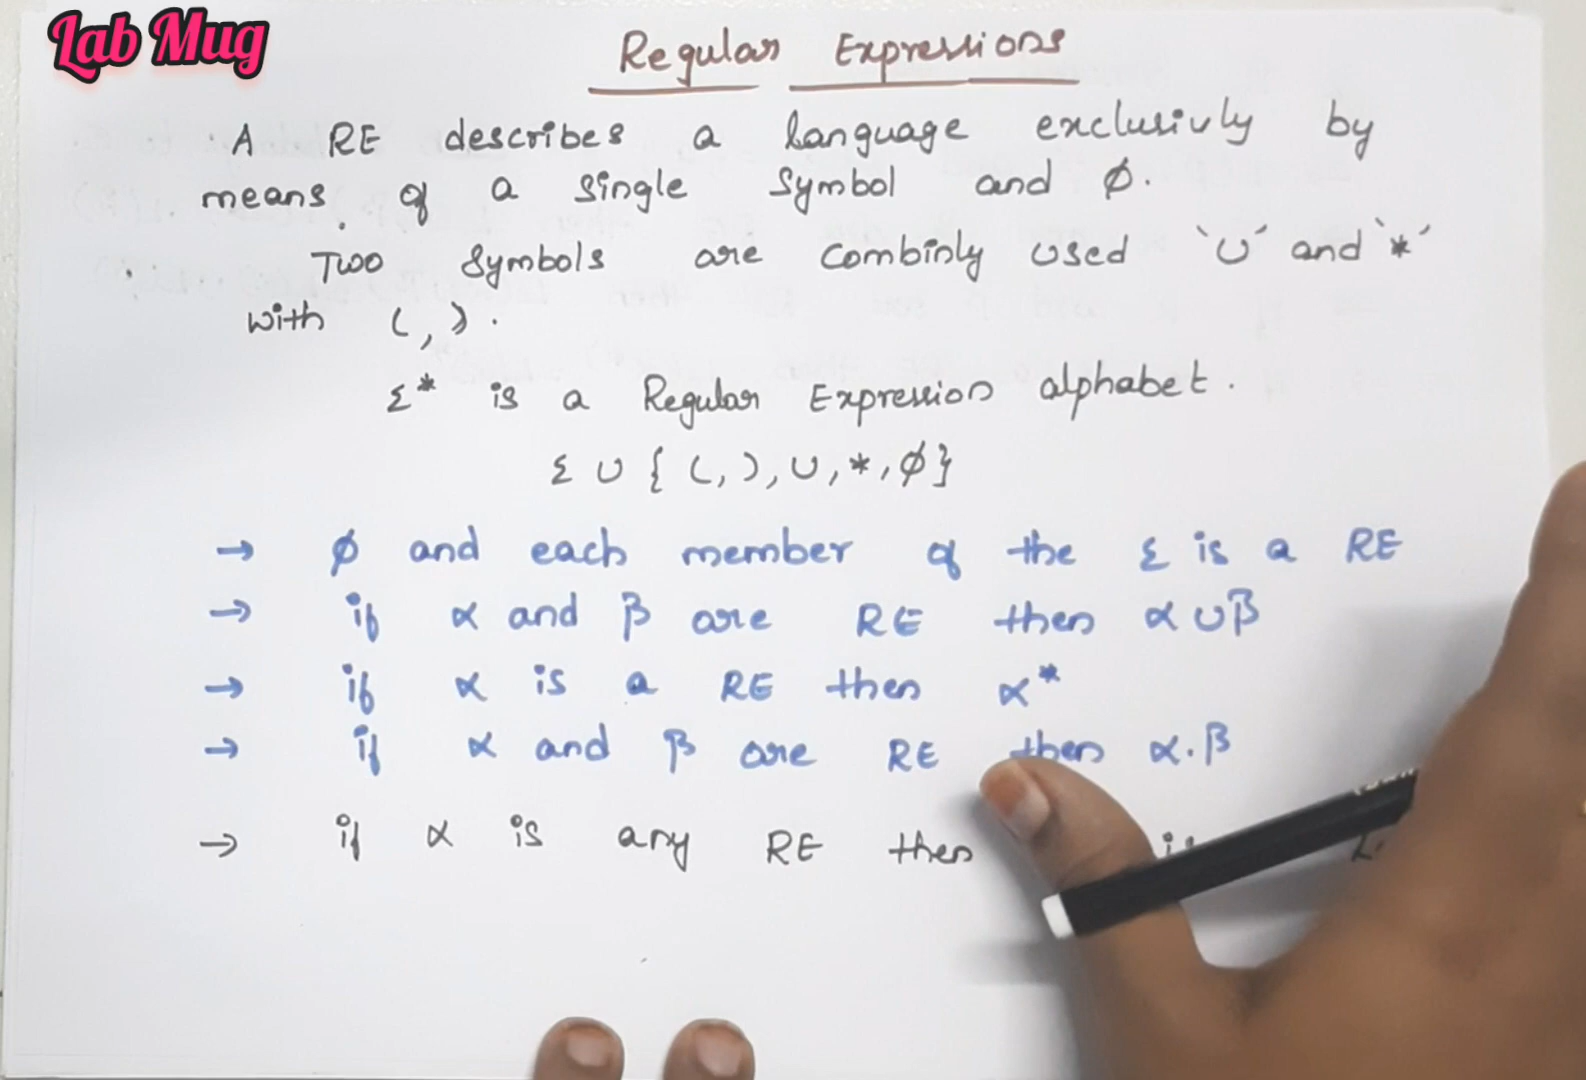 Lab Mug
Regular Expressions
A RE describes a language exclusivly by
means of a single symbol and ϕ.
Two symbols are combinly used 'U' and '*'
with (, ).
Σ* is a Regular Expression alphabet.
Σ U { (, ), U, *, ϕ}
→ ϕ and each member of the Σ is a RE
→ if α and β are RE then α U β
→ if α is a RE then α*
→ if α and β are RE then α.β
→ if α is any RE then